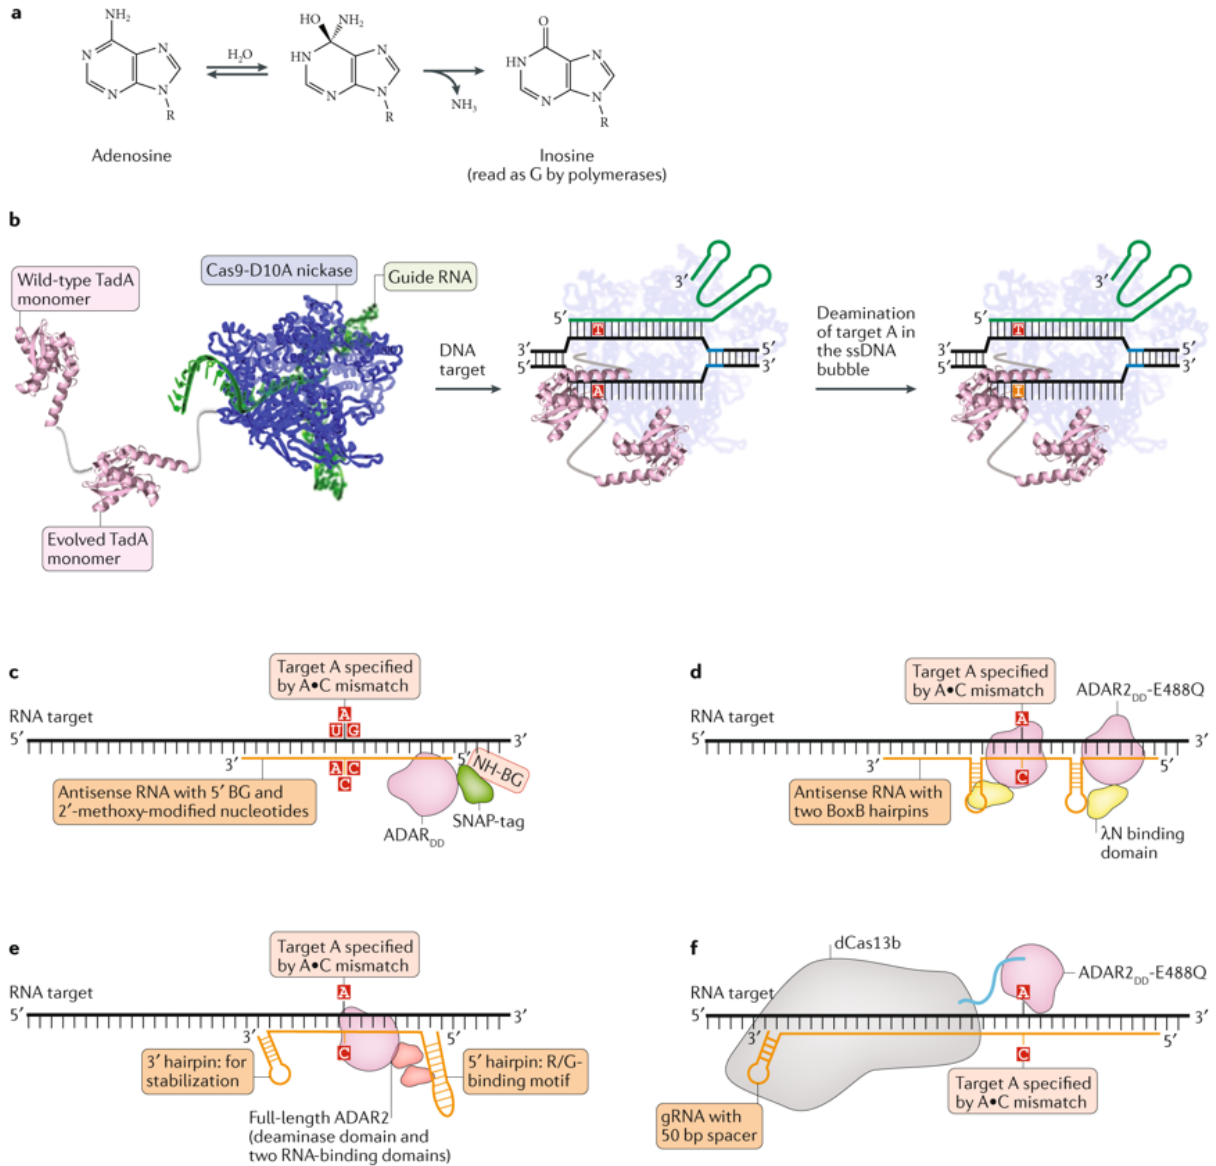 a
NH₂
N
N
N
N
R
Adenosine
H₂O
HO
NH₂
HN
N
N
N
R
NH₃
O
HN
N
N
N
R
Inosine
(read as G by polymerases)
b
Wild-type TadA
monomer
Cas9-D10A nickase
Guide RNA
Evolved TadA
monomer
DNA
target
3′
5′
T
3′
5′
5′
3′
A
Deamination
of target A in
the ssDNA
bubble
3′
5′
T
3′
5′
5′
3′
I
c
Target A specified
by A•C mismatch
RNA target
A
U G
5′
3′
3′
5′
A C
C
NH-BG
Antisense RNA with 5′ BG and
2′-methoxy-modified nucleotides
SNAP-tag
ADAR_DD
d
Target A specified
by A•C mismatch
ADAR2_DD-E488Q
RNA target
A
5′
3′
3′
5′
C
Antisense RNA with
two BoxB hairpins
λN binding
domain
e
Target A specified
by A•C mismatch
RNA target
A
5′
3′
3′
5′
C
3′ hairpin: for
stabilization
5′ hairpin: R/G-
binding motif
Full-length ADAR2
(deaminase domain and
two RNA-binding domains)
f
dCas13b
ADAR2_DD-E488Q
RNA target
A
5′
3′
3′
5′
C
Target A specified
by A•C mismatch
gRNA with
50 bp spacer